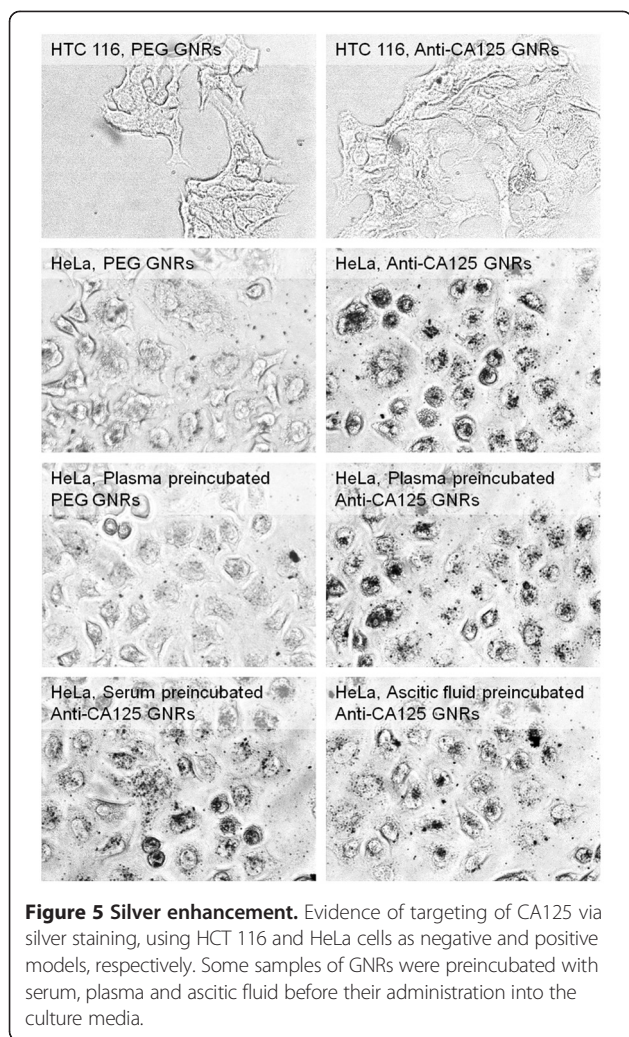 HTC 116, PEG GNRs
HTC 116, Anti-CA125 GNRs
HeLa, PEG GNRs
HeLa, Anti-CA125 GNRs
HeLa, Plasma preincubated
PEG GNRs
HeLa, Plasma preincubated
Anti-CA125 GNRs
HeLa, Serum preincubated
Anti-CA125 GNRs
HeLa, Ascitic fluid preincubated
Anti-CA125 GNRs
Figure 5 Silver enhancement. Evidence of targeting of CA125 via
silver staining, using HCT 116 and HeLa cells as negative and positive
models, respectively. Some samples of GNRs were preincubated with
serum, plasma and ascitic fluid before their administration into the
culture media.